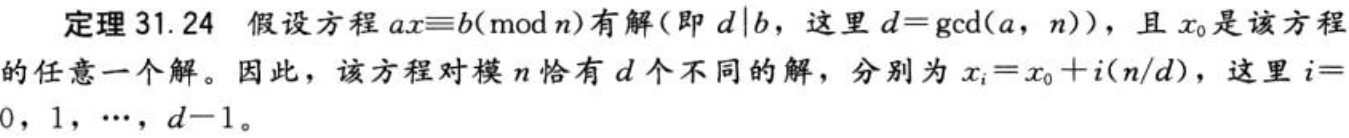 定理 31.24 假设方程 ax≡b(mod n)有解(即 d|b，这里 d=gcd(a，n))，且 x₀是该方程
的任意一个解。因此，该方程对模 n 恰有 d 个不同的解，分别为 xᵢ=x₀+i(n/d)，这里 i=
0，1，…，d-1。